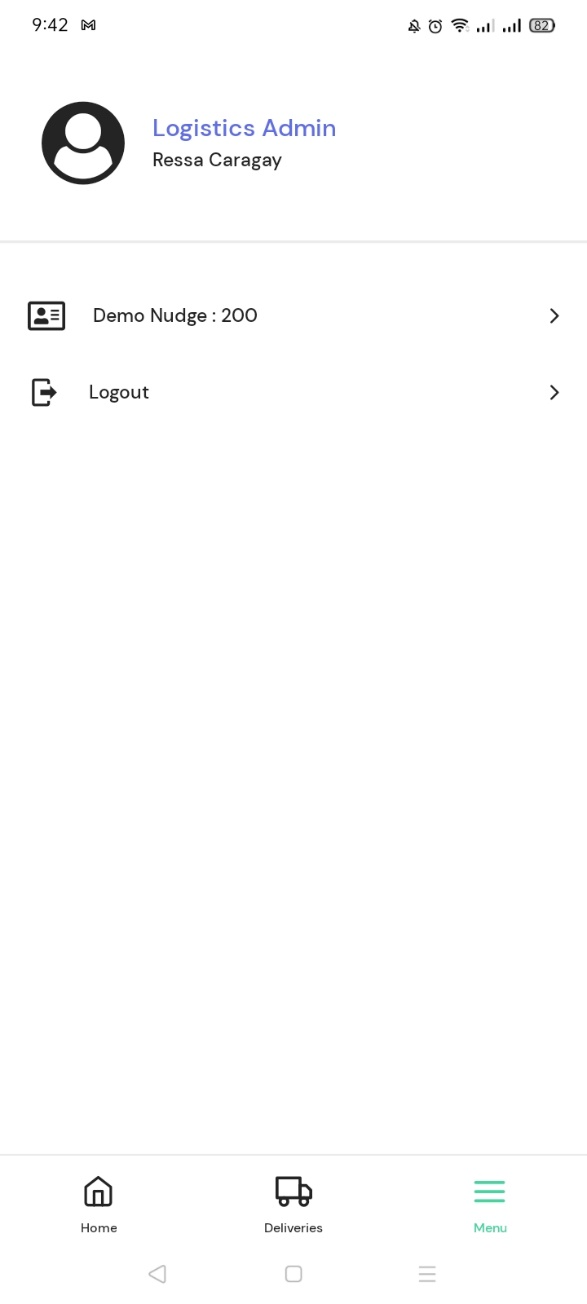 9:42
82
Logistics Admin
Ressa Caragay
Demo Nudge : 200
Logout
Home
Deliveries
Menu